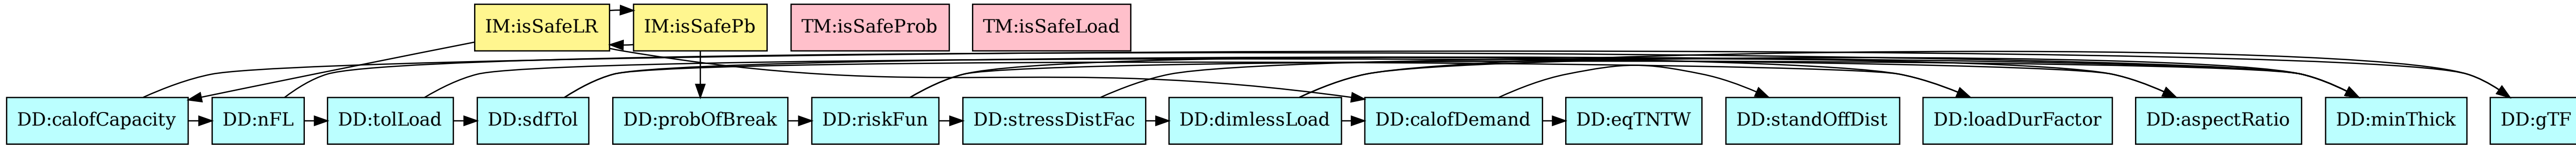 IM:isSafeLR
IM:isSafePb
TM:isSafeProb
TM:isSafeLoad
DD:calofCapacity
DD:nFL
DD:tolLoad
DD:sdfTol
DD:probOfBreak
DD:riskFun
DD:stressDistFac
DD:dimlessLoad
DD:calofDemand
DD:eqTNTW
DD:standOffDist
DD:loadDurFactor
DD:aspectRatio
DD:minThick
DD:gTF